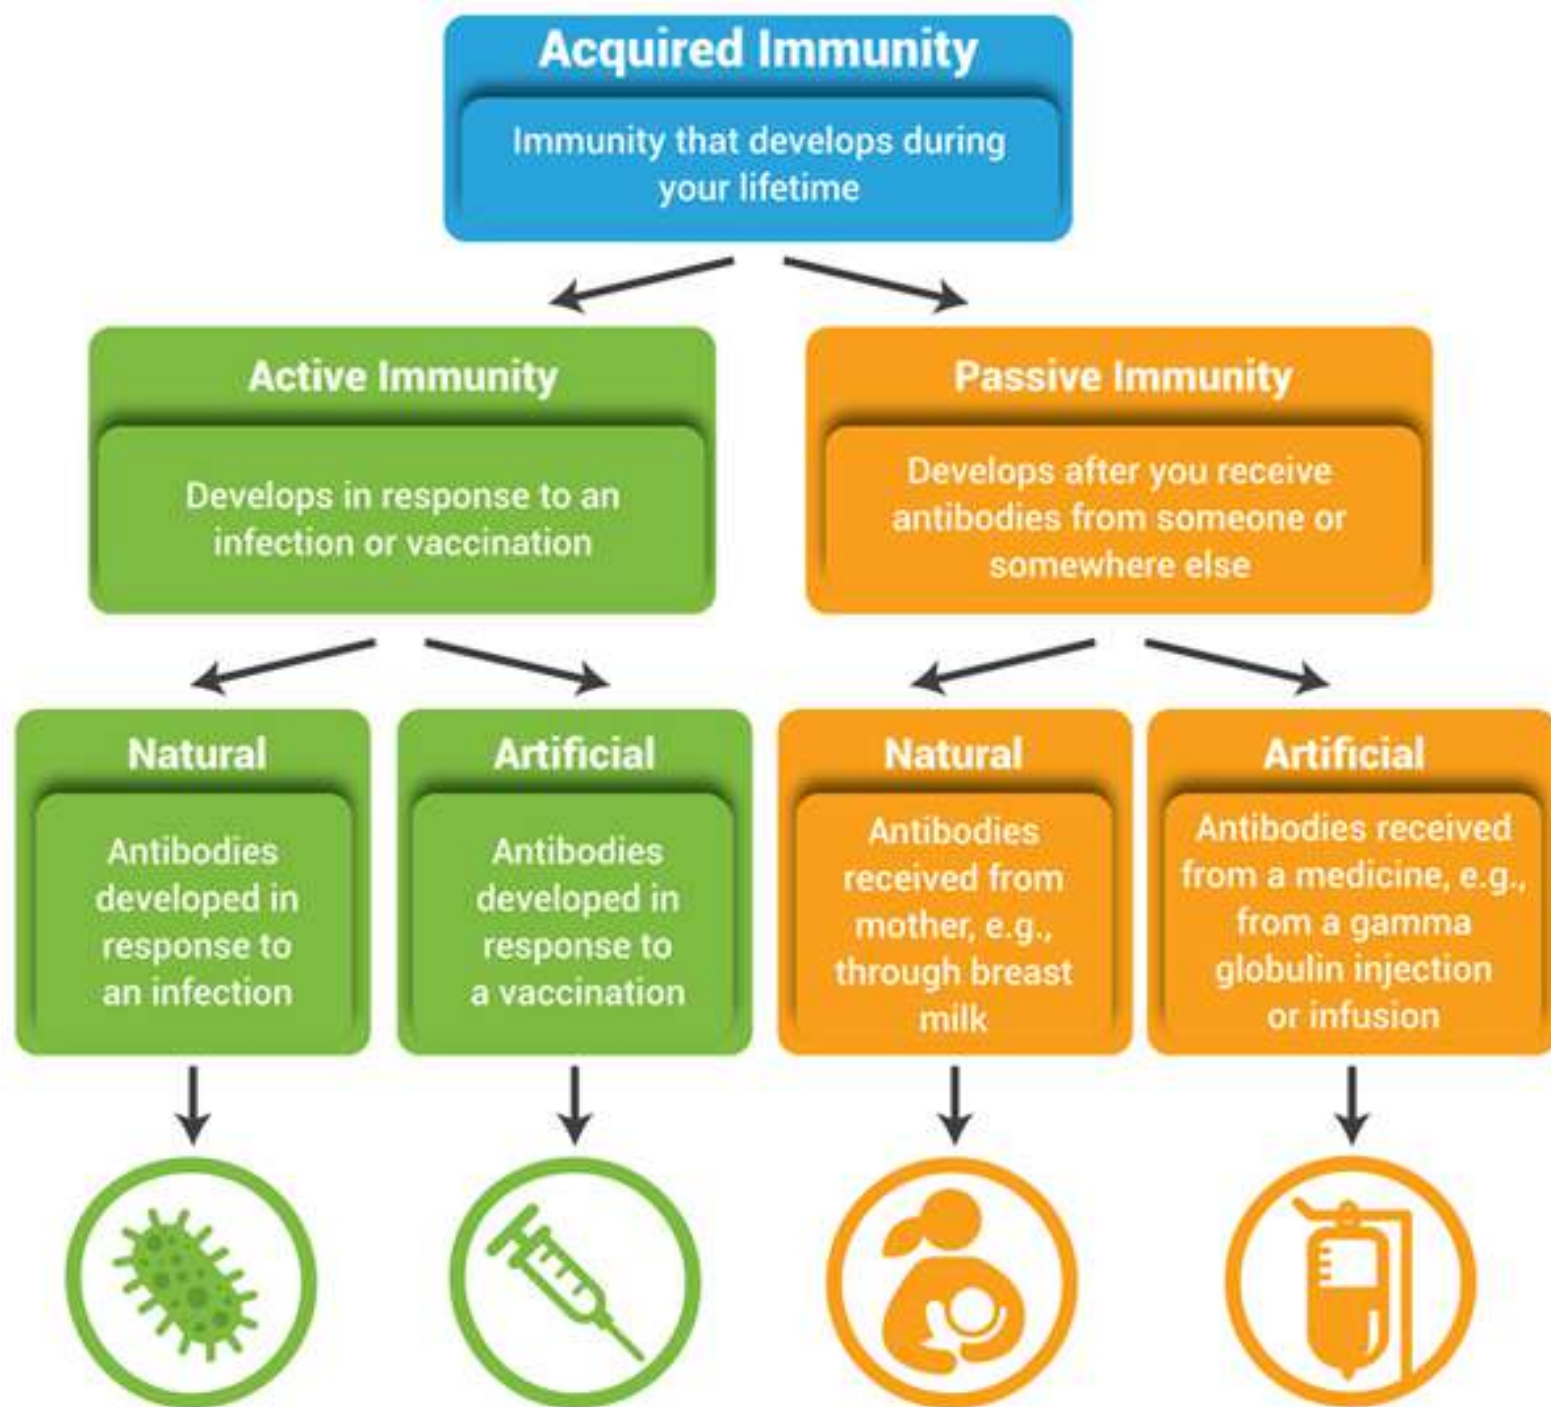 Acquired Immunity
Immunity that develops during
your lifetime
Active Immunity
Develops in response to an
infection or vaccination
Passive Immunity
Develops after you receive
antibodies from someone or
somewhere else
Natural
Antibodies
developed in
response to
an infection
Artificial
Antibodies
developed in
response to
a vaccination
Natural
Antibodies
received from
mother, e.g.,
through breast
milk
Artificial
Antibodies received
from a medicine, e.g.,
from a gamma
globulin injection
or infusion